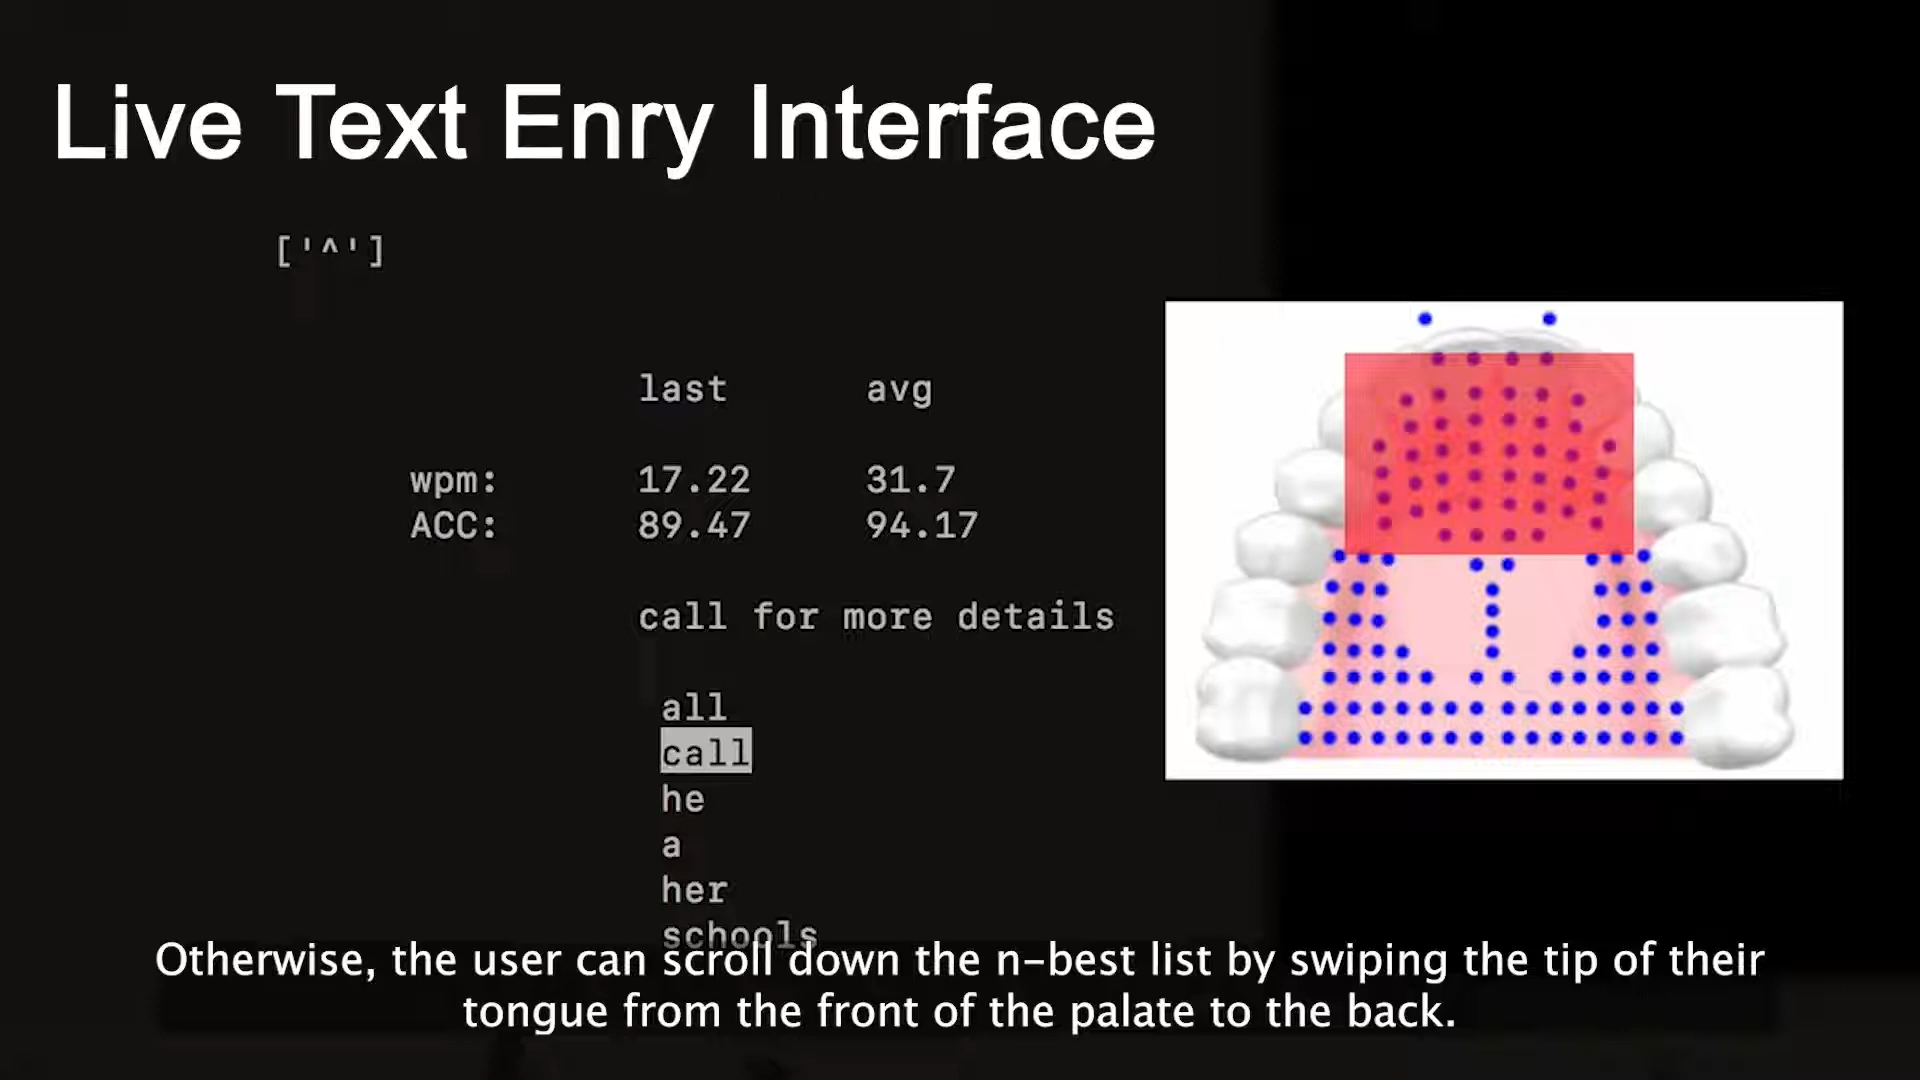 Live Text Enry Interface
['^']
last avg
wpm: 17.22 31.7
ACC: 89.47 94.17
call for more details
all
call
he
a
her
schools
Otherwise, the user can scroll down the n-best list by swiping the tip of their
tongue from the front of the palate to the back.